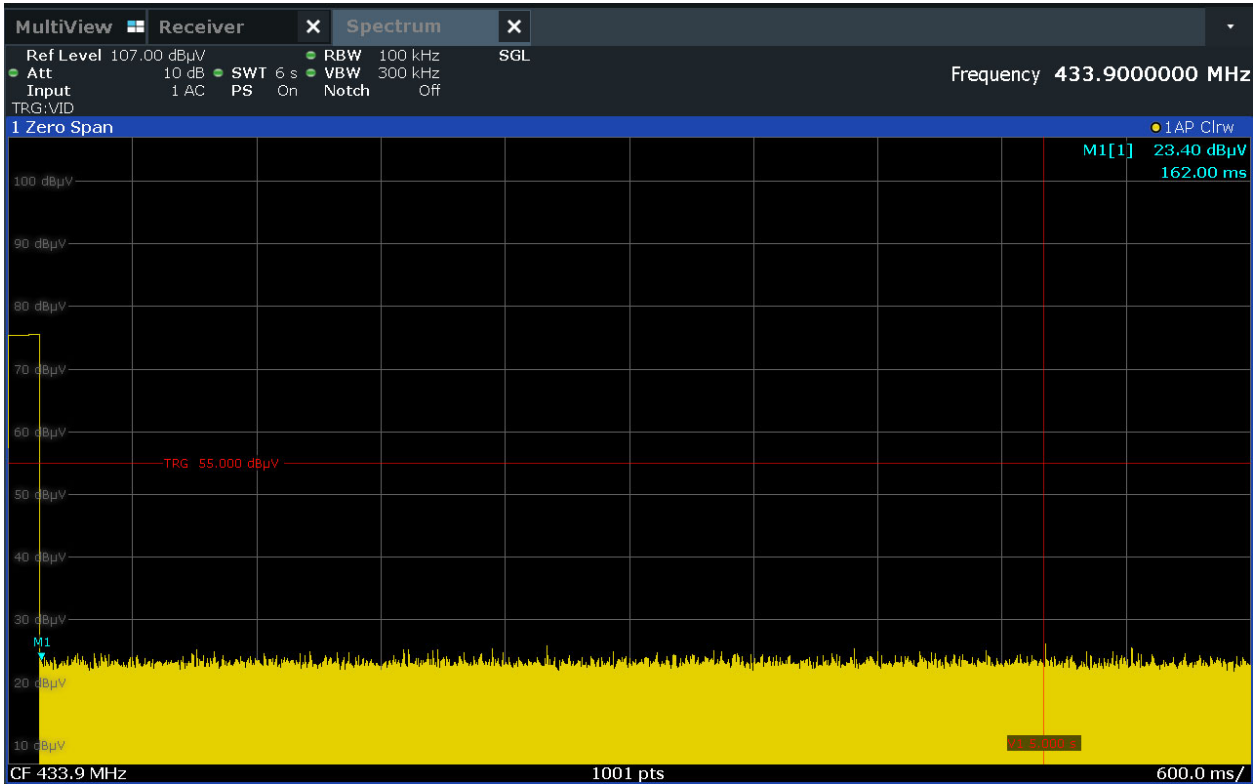 MultiView Receiver X Spectrum X
Ref Level 107.00 dBµV RBW 100 kHz SGL
Att 10 dB SWT 6 s VBW 300 kHz
Input 1 AC PS On Notch Off
Frequency 433.9000000 MHz
TRG:VID
1 Zero Span 1AP Clrw
M1[1] 23.40 dBµV
162.00 ms
100 dBµV
90 dBµV
80 dBµV
70 dBµV
60 dBµV
TRG 55.000 dBµV
50 dBµV
40 dBµV
30 dBµV
M1
20 dBµV
V1:5.000 s
10 dBµV
CF 433.9 MHz 1001 pts 600.0 ms/